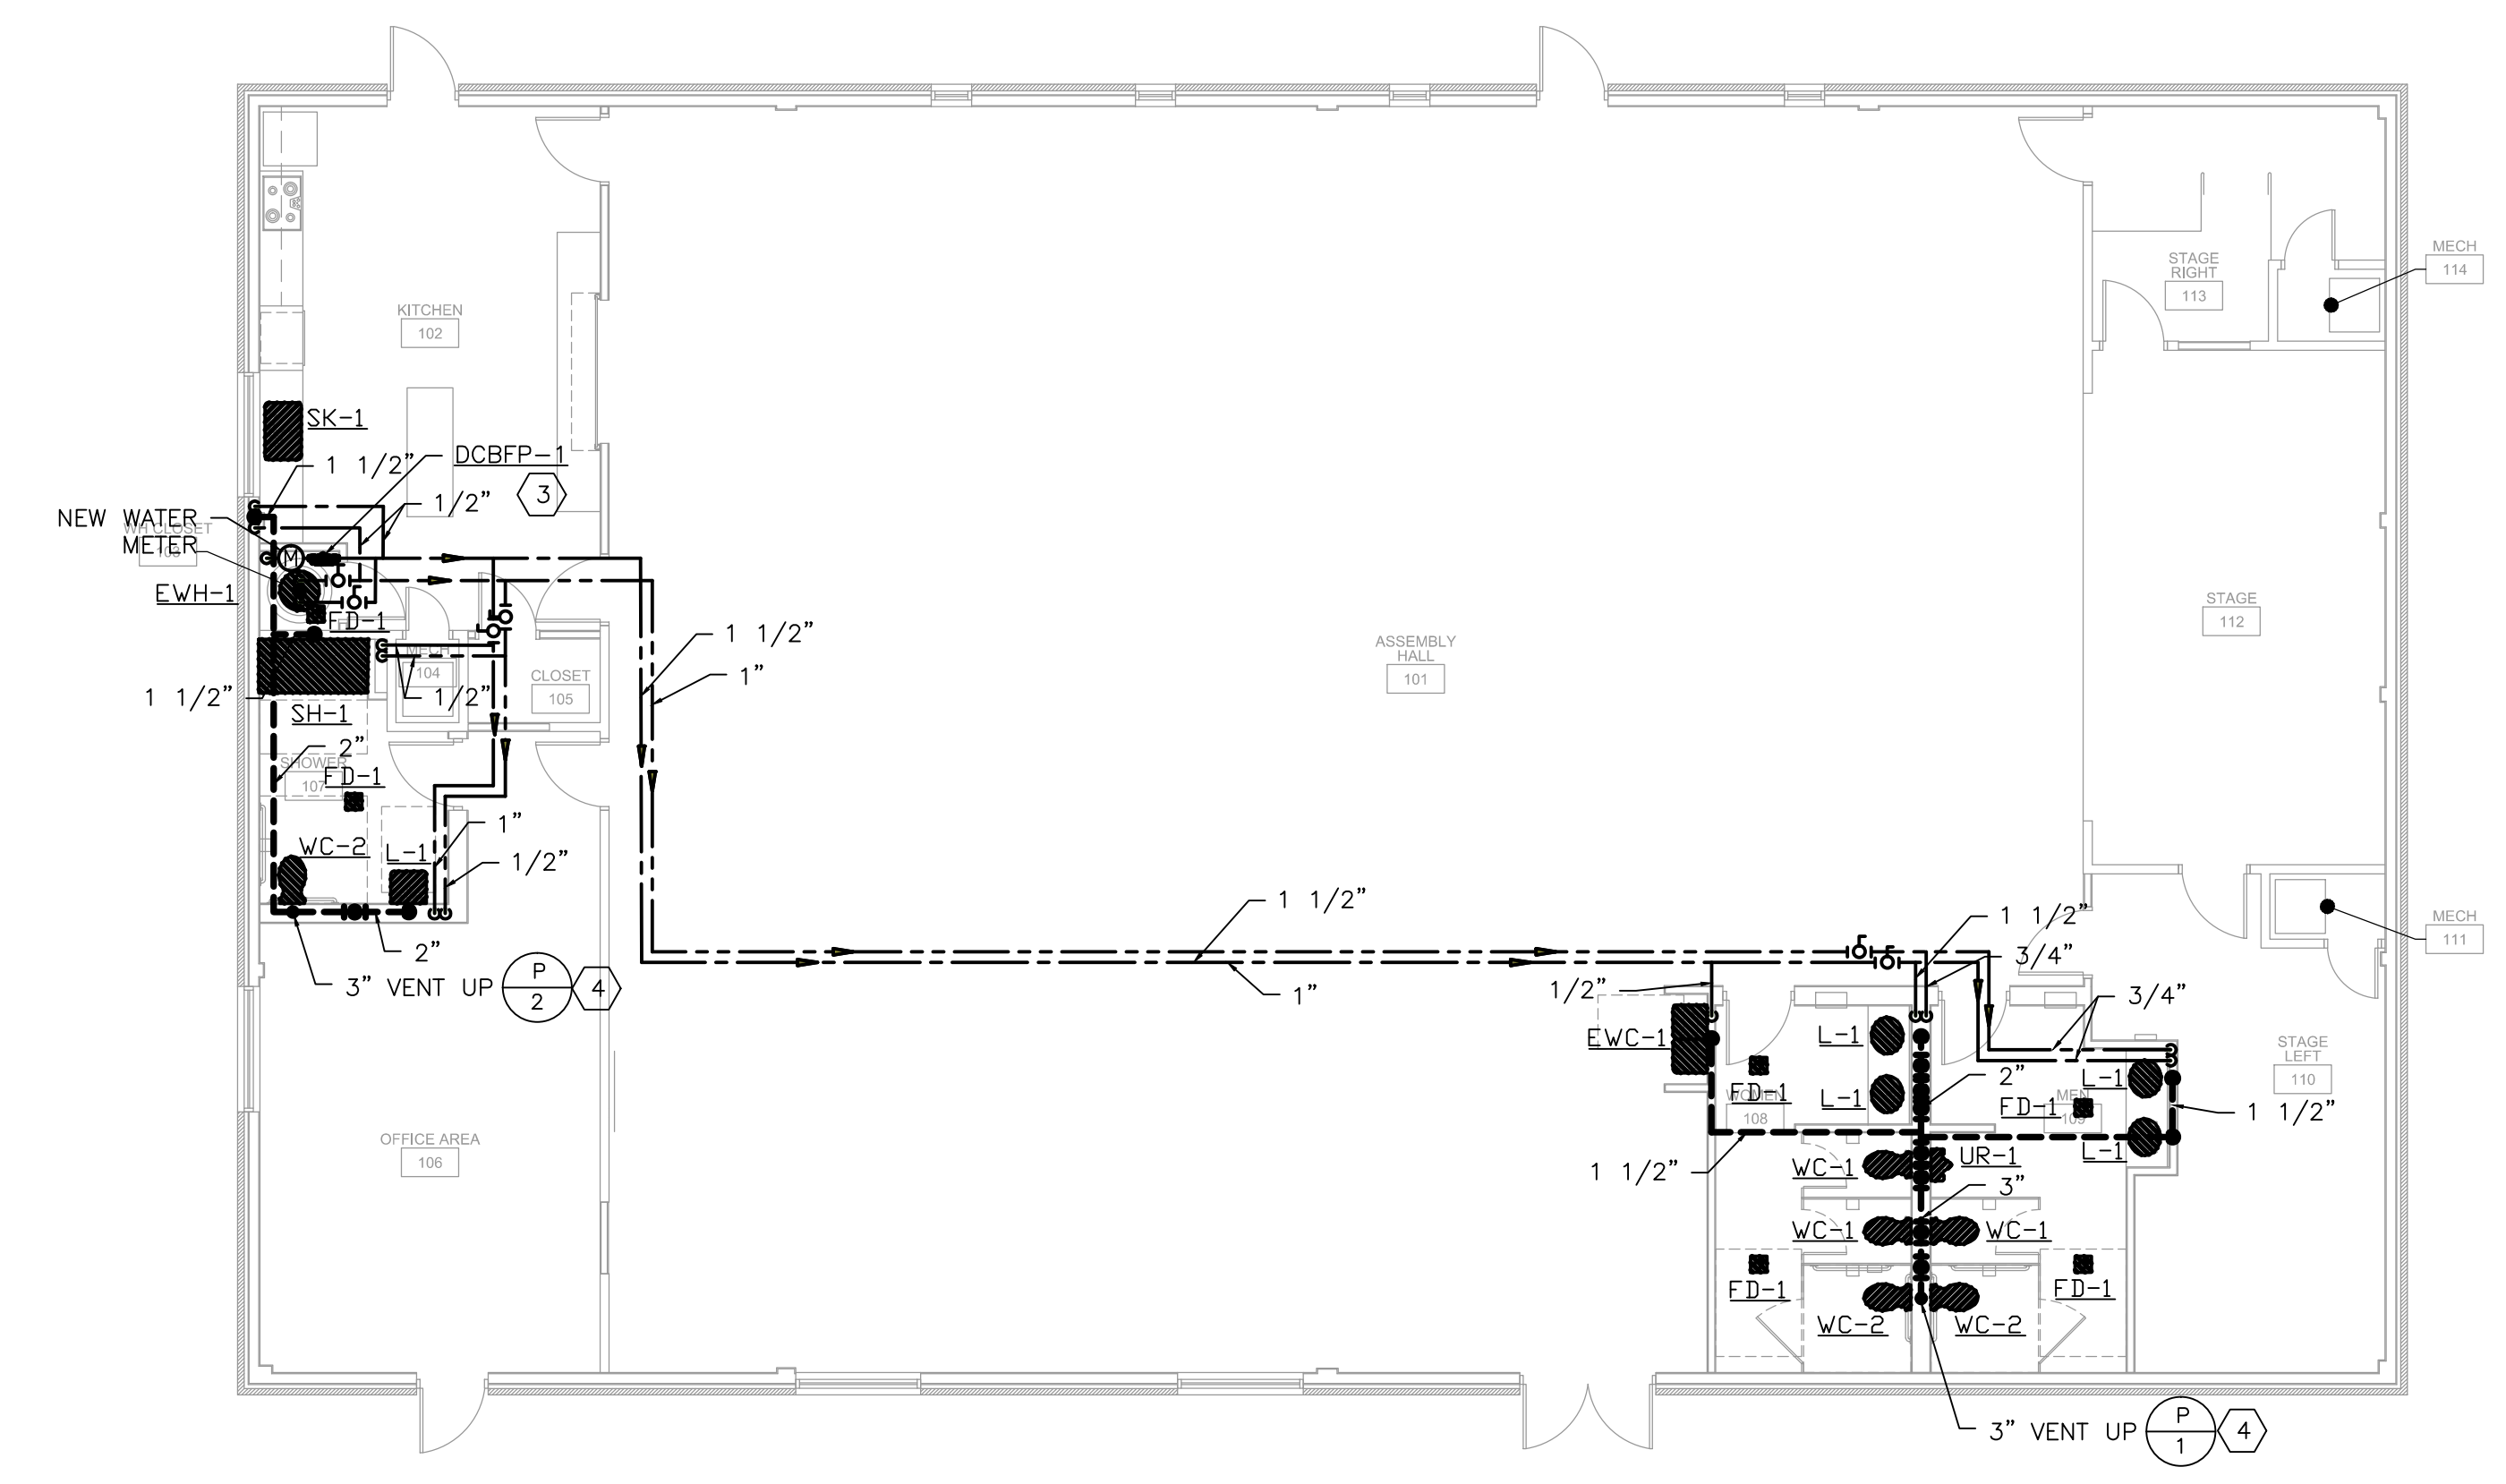 MECH
114
STAGE
RIGHT
113
KITCHEN
102
SK-1
1 1/2"
DCBFP-1
3
1/2"
NEW WATER
METER
WH CLOSET
103
M
EWH-1
FD-1
MECH
104
1 1/2"
1/2"
CLOSET
105
SH-1
2"
SHOWER
107
FD-1
1"
WC-2
L-1
1/2"
2"
3" VENT UP
P
2
4
1 1/2"
1"
ASSEMBLY
HALL
101
STAGE
112
1 1/2"
1"
1 1/2"
3/4"
1/2"
MECH
111
3/4"
EWC-1
L-1
L-1
FD-1
WOMEN
108
2"
L-1
MEN
109
FD-1
STAGE
LEFT
110
1 1/2"
L-1
OFFICE AREA
106
1 1/2"
WC-1
UR-1
3"
WC-1
WC-1
FD-1
FD-1
WC-2
WC-2
3" VENT UP
P
1
4